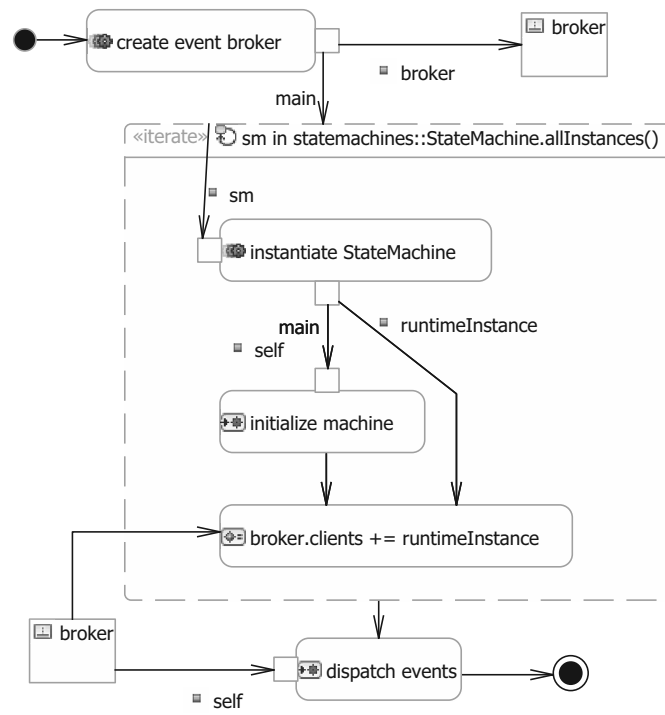 create event broker
broker
broker
main
«iterate» sm in statemachines::StateMachine.allInstances()
sm
instantiate StateMachine
main
runtimeInstance
self
initialize machine
broker.clients += runtimeInstance
broker
dispatch events
self